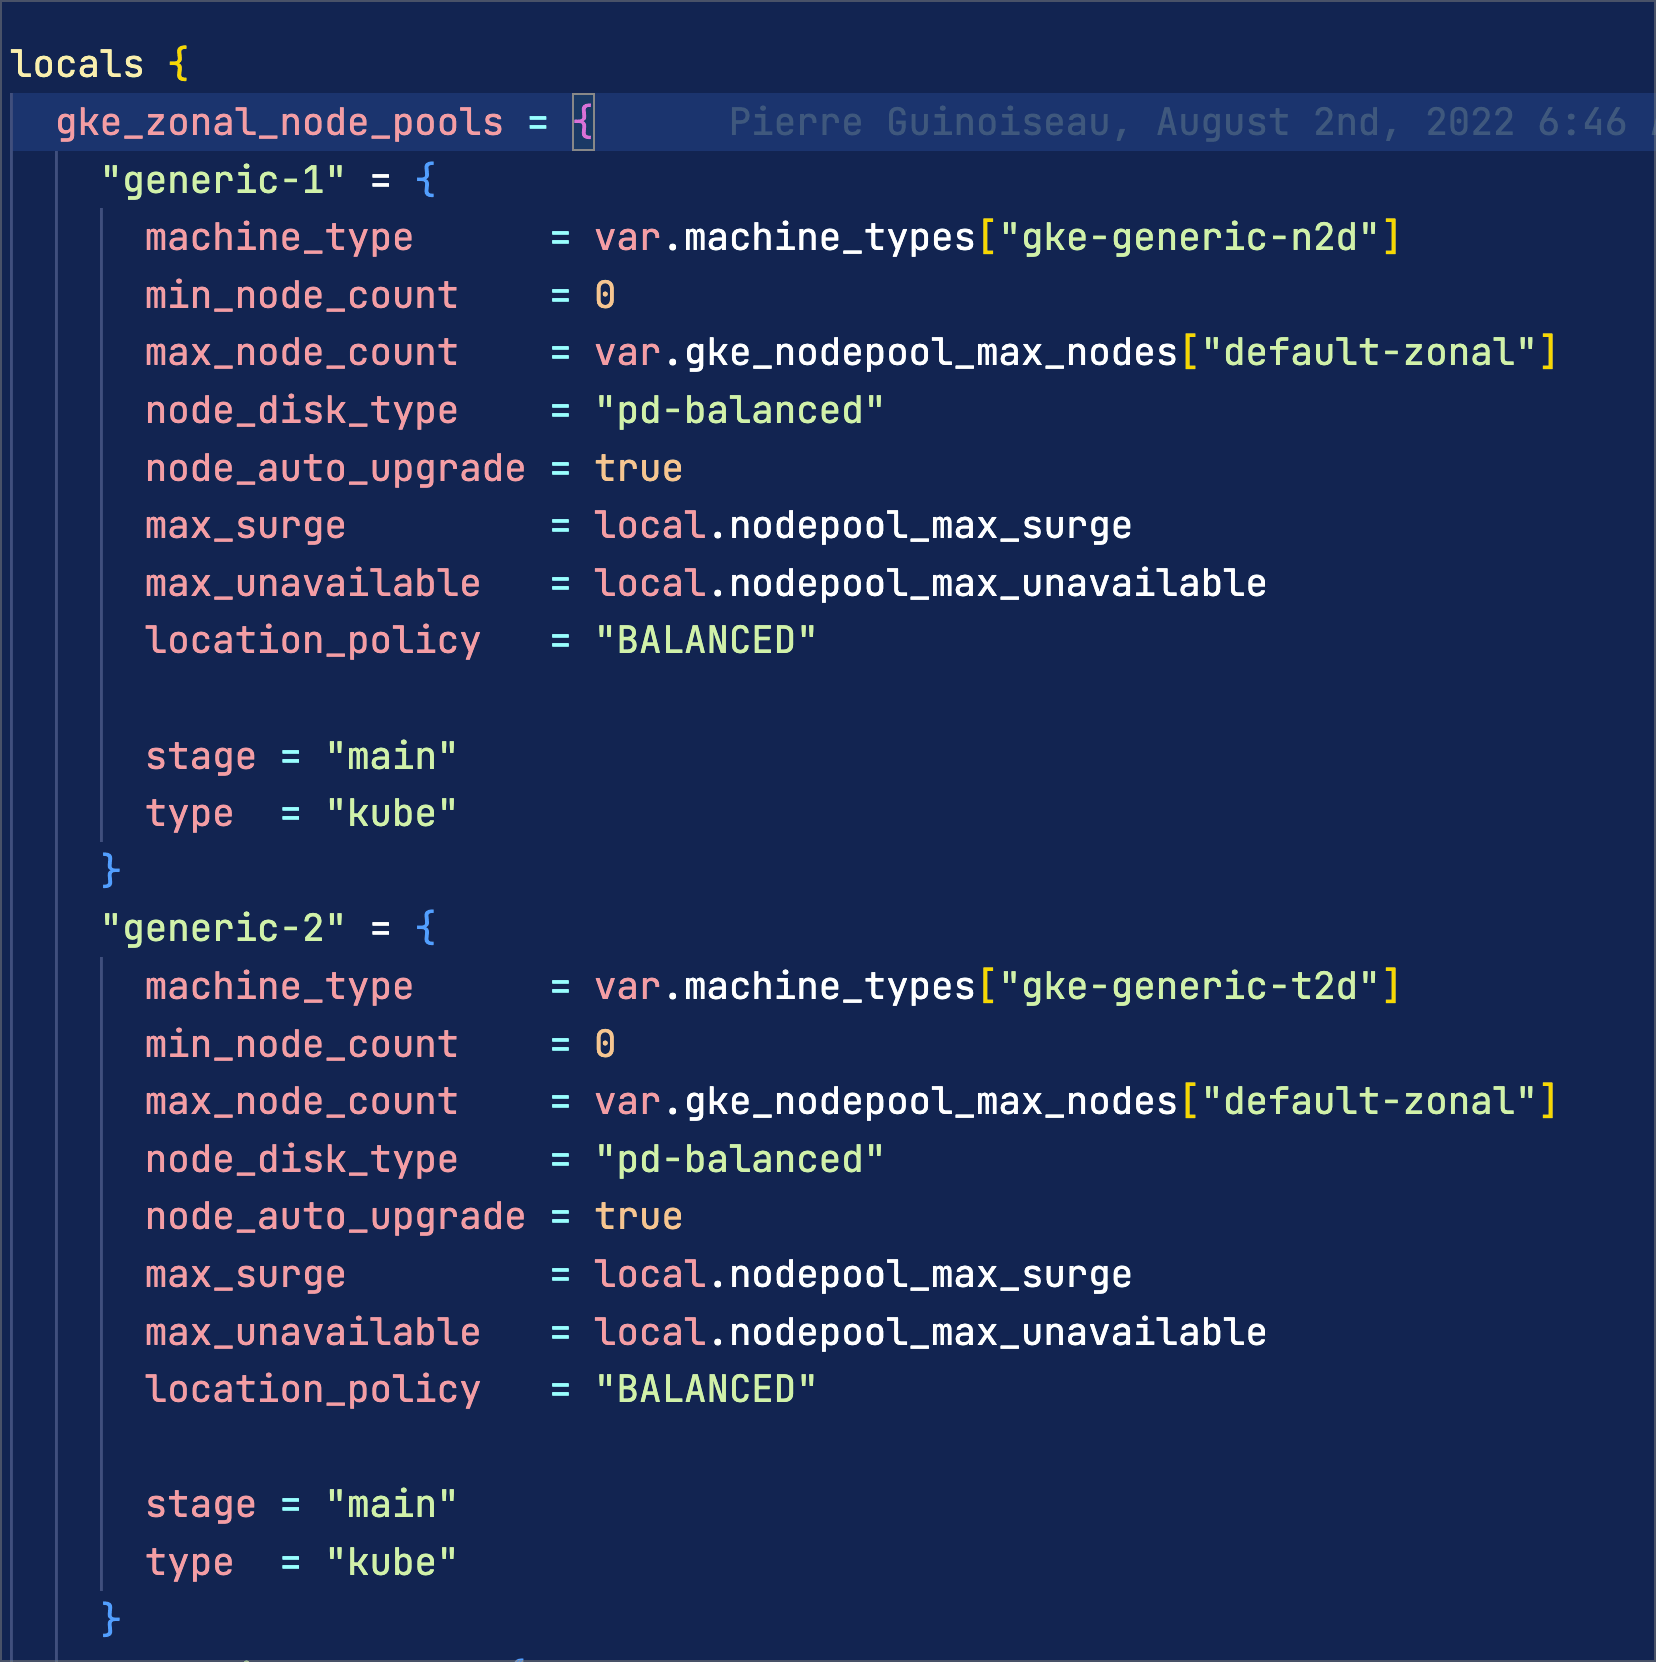 locals {
  gke_zonal_node_pools = {      Pierre Guinoiseau, August 2nd, 2022 6:46
    "generic-1" = {
      machine_type      = var.machine_types["gke-generic-n2d"]
      min_node_count    = 0
      max_node_count    = var.gke_nodepool_max_nodes["default-zonal"]
      node_disk_type    = "pd-balanced"
      node_auto_upgrade = true
      max_surge         = local.nodepool_max_surge
      max_unavailable   = local.nodepool_max_unavailable
      location_policy   = "BALANCED"

      stage = "main"
      type  = "kube"
    }
    "generic-2" = {
      machine_type      = var.machine_types["gke-generic-t2d"]
      min_node_count    = 0
      max_node_count    = var.gke_nodepool_max_nodes["default-zonal"]
      node_disk_type    = "pd-balanced"
      node_auto_upgrade = true
      max_surge         = local.nodepool_max_surge
      max_unavailable   = local.nodepool_max_unavailable
      location_policy   = "BALANCED"

      stage = "main"
      type  = "kube"
    }